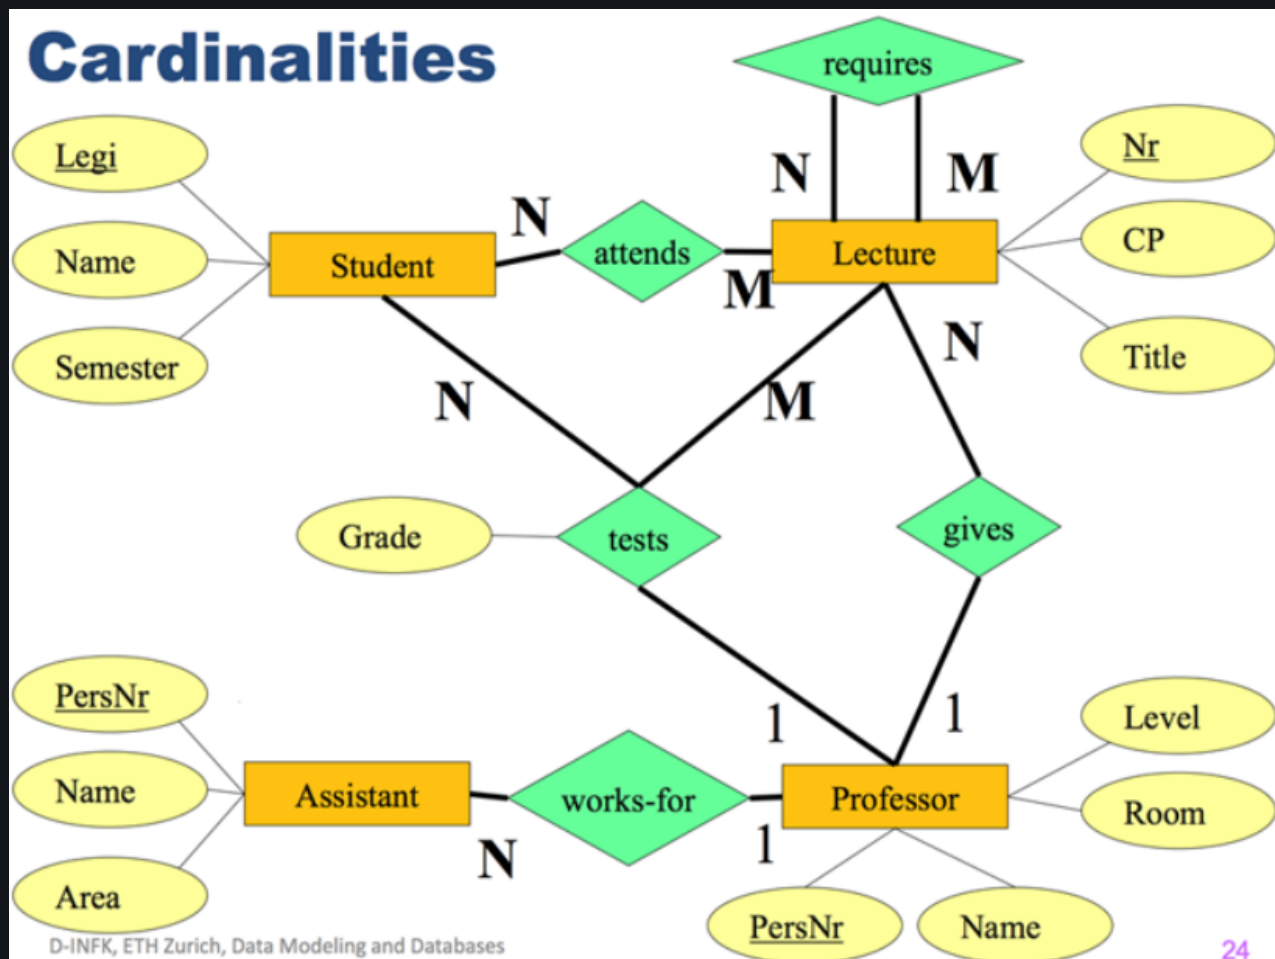 Cardinalities
requires
Legi
Nr
N
M
N
CP
Name
Student
attends
Lecture
M
N
Semester
Title
N
M
Grade
tests
gives
PersNr
1
1
Level
Name
Assistant
works-for
Professor
Room
N
1
Area
PersNr
Name
D-INFK, ETH Zurich, Data Modeling and Databases
24